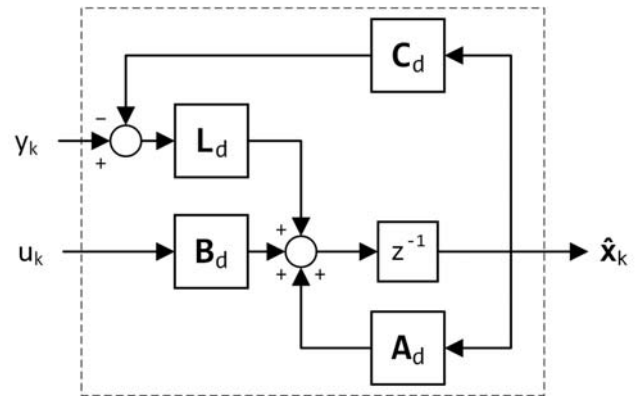 C_d
−
y_k
+
L_d
+
u_k
B_d
z⁻¹
x̂_k
+
+
A_d